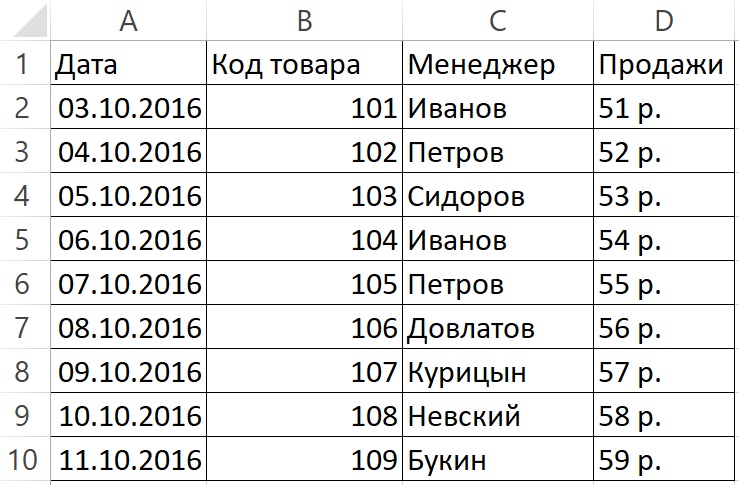 A B C D
1 Дата Код товара Менеджер Продажи
2 03.10.2016 101 Иванов 51 р.
3 04.10.2016 102 Петров 52 р.
4 05.10.2016 103 Сидоров 53 р.
5 06.10.2016 104 Иванов 54 р.
6 07.10.2016 105 Петров 55 р.
7 08.10.2016 106 Довлатов 56 р.
8 09.10.2016 107 Курицын 57 р.
9 10.10.2016 108 Невский 58 р.
10 11.10.2016 109 Букин 59 р.